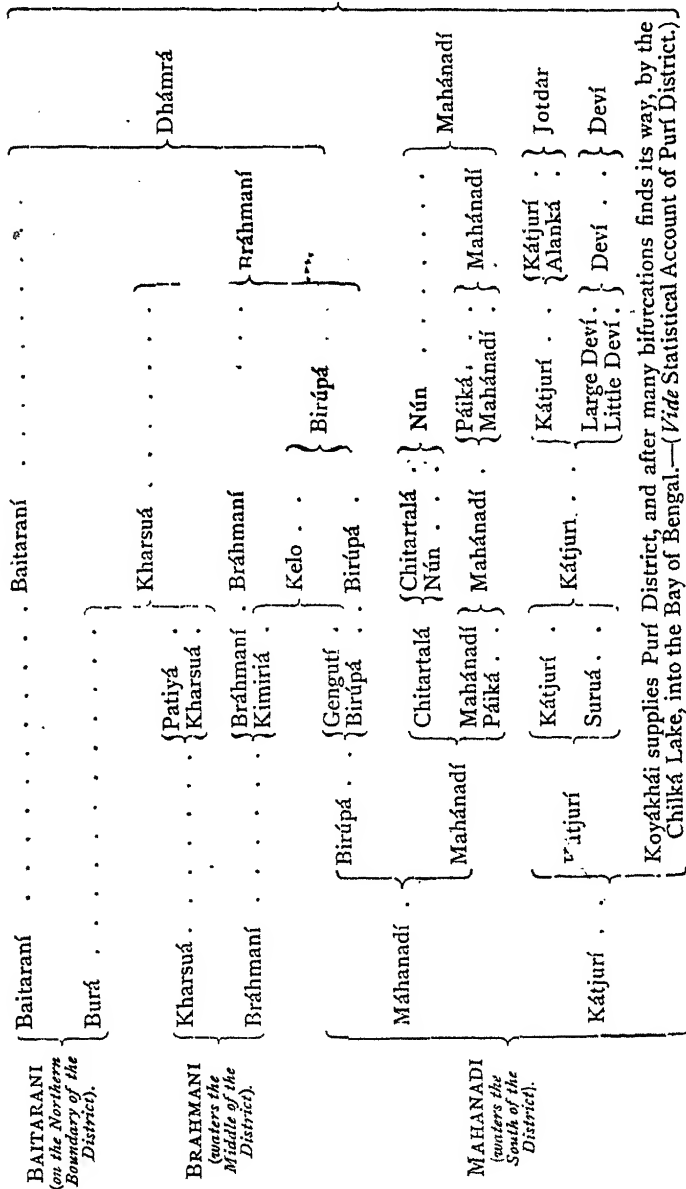 BAITARANI { Baitaraní . . . . . . . . . . . . Baitaraní . . . . . . . . . . }
(on the Northern
Boundary of the
District).
Burá . . . . . . . . . . . . }
Kharsuá . . . . . . . } Dhámrá
BRAHMANI { Kharsuá . . . . . . { Patiyá .
(waters the { Kharsuá . }
Middle of the
District).
Bráhmaní . . . . . . { Bráhmaní . Bráhmaní . . . } Bráhmaní
{ Kimiriá
Kelo . . } Birúpá .
Birúpá . . { Gengutí . }
{ Birúpá . Birúpá .
MAHANADI { Máhanadí .
(waters the
South of the
District).
Mahánadí { Chitartalá { Chitartalá .
{ Nún . . . } Nún . . . . . . } Mahánadí
{ Mahánadí
{ Páiká . . } Mahánadí . { Páiká . . .
{ Mahánadí } Mahánadí
Kátjurí . . { { Kátjurí . Kátjurí . . { Kátjurí . . { Kátjurí
{ Alanká . } Jotdár
{ Suruá . .
{ Large Deví .
Little Deví . } { Deví . . } Deví
Koyákhái supplies Purí District, and after many bifurcations finds its way, by the
Chilká Lake, into the Bay of Bengal.—(Vide Statistical Account of Purí District.)